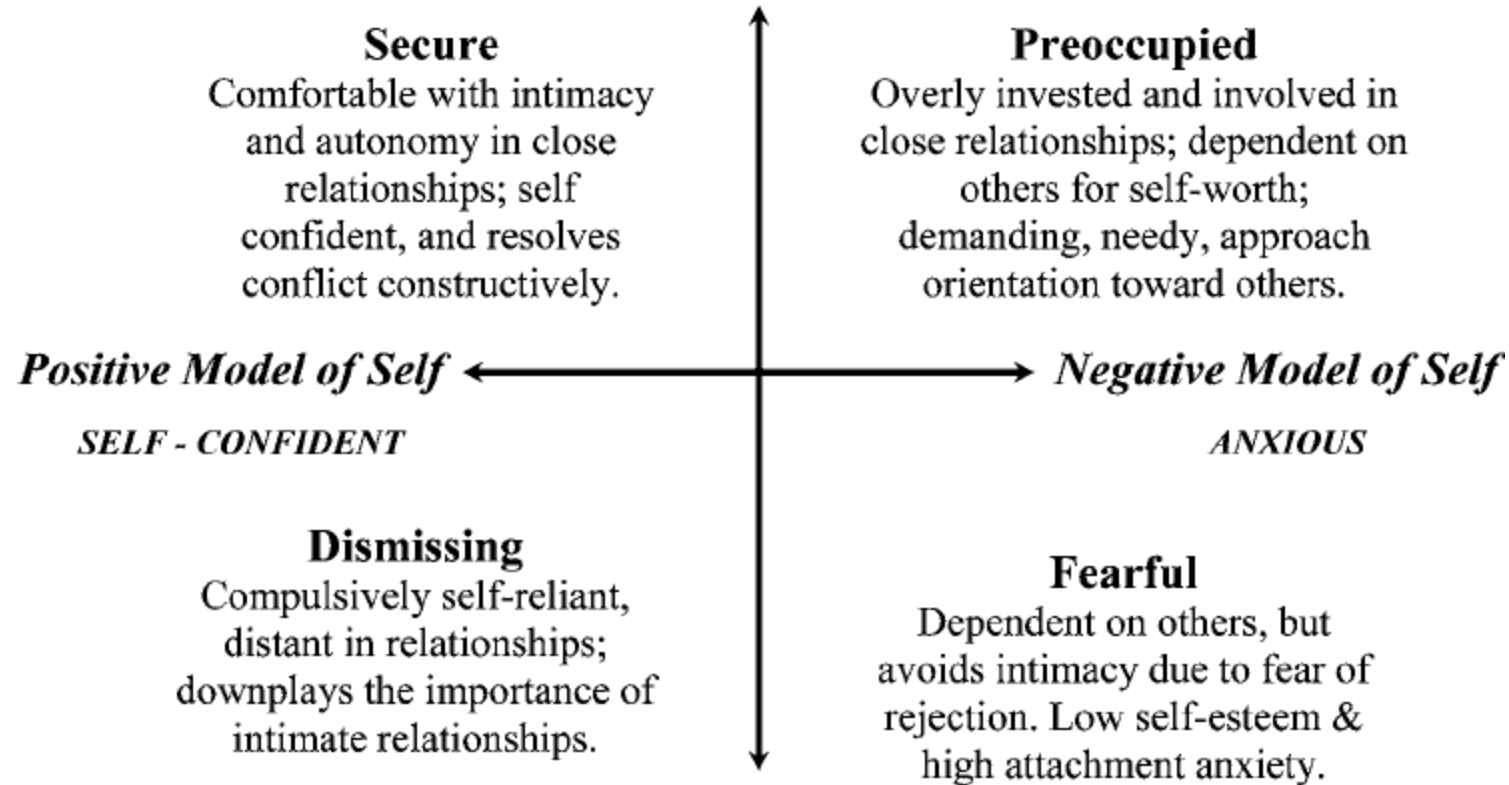 Secure
Comfortable with intimacy
and autonomy in close
relationships; self
confident, and resolves
conflict constructively.
Preoccupied
Overly invested and involved in
close relationships; dependent on
others for self-worth;
demanding, needy, approach
orientation toward others.
Positive Model of Self
SELF - CONFIDENT
Negative Model of Self
ANXIOUS
Dismissing
Compulsively self-reliant,
distant in relationships;
downplays the importance of
intimate relationships.
Fearful
Dependent on others, but
avoids intimacy due to fear of
rejection. Low self-esteem &
high attachment anxiety.